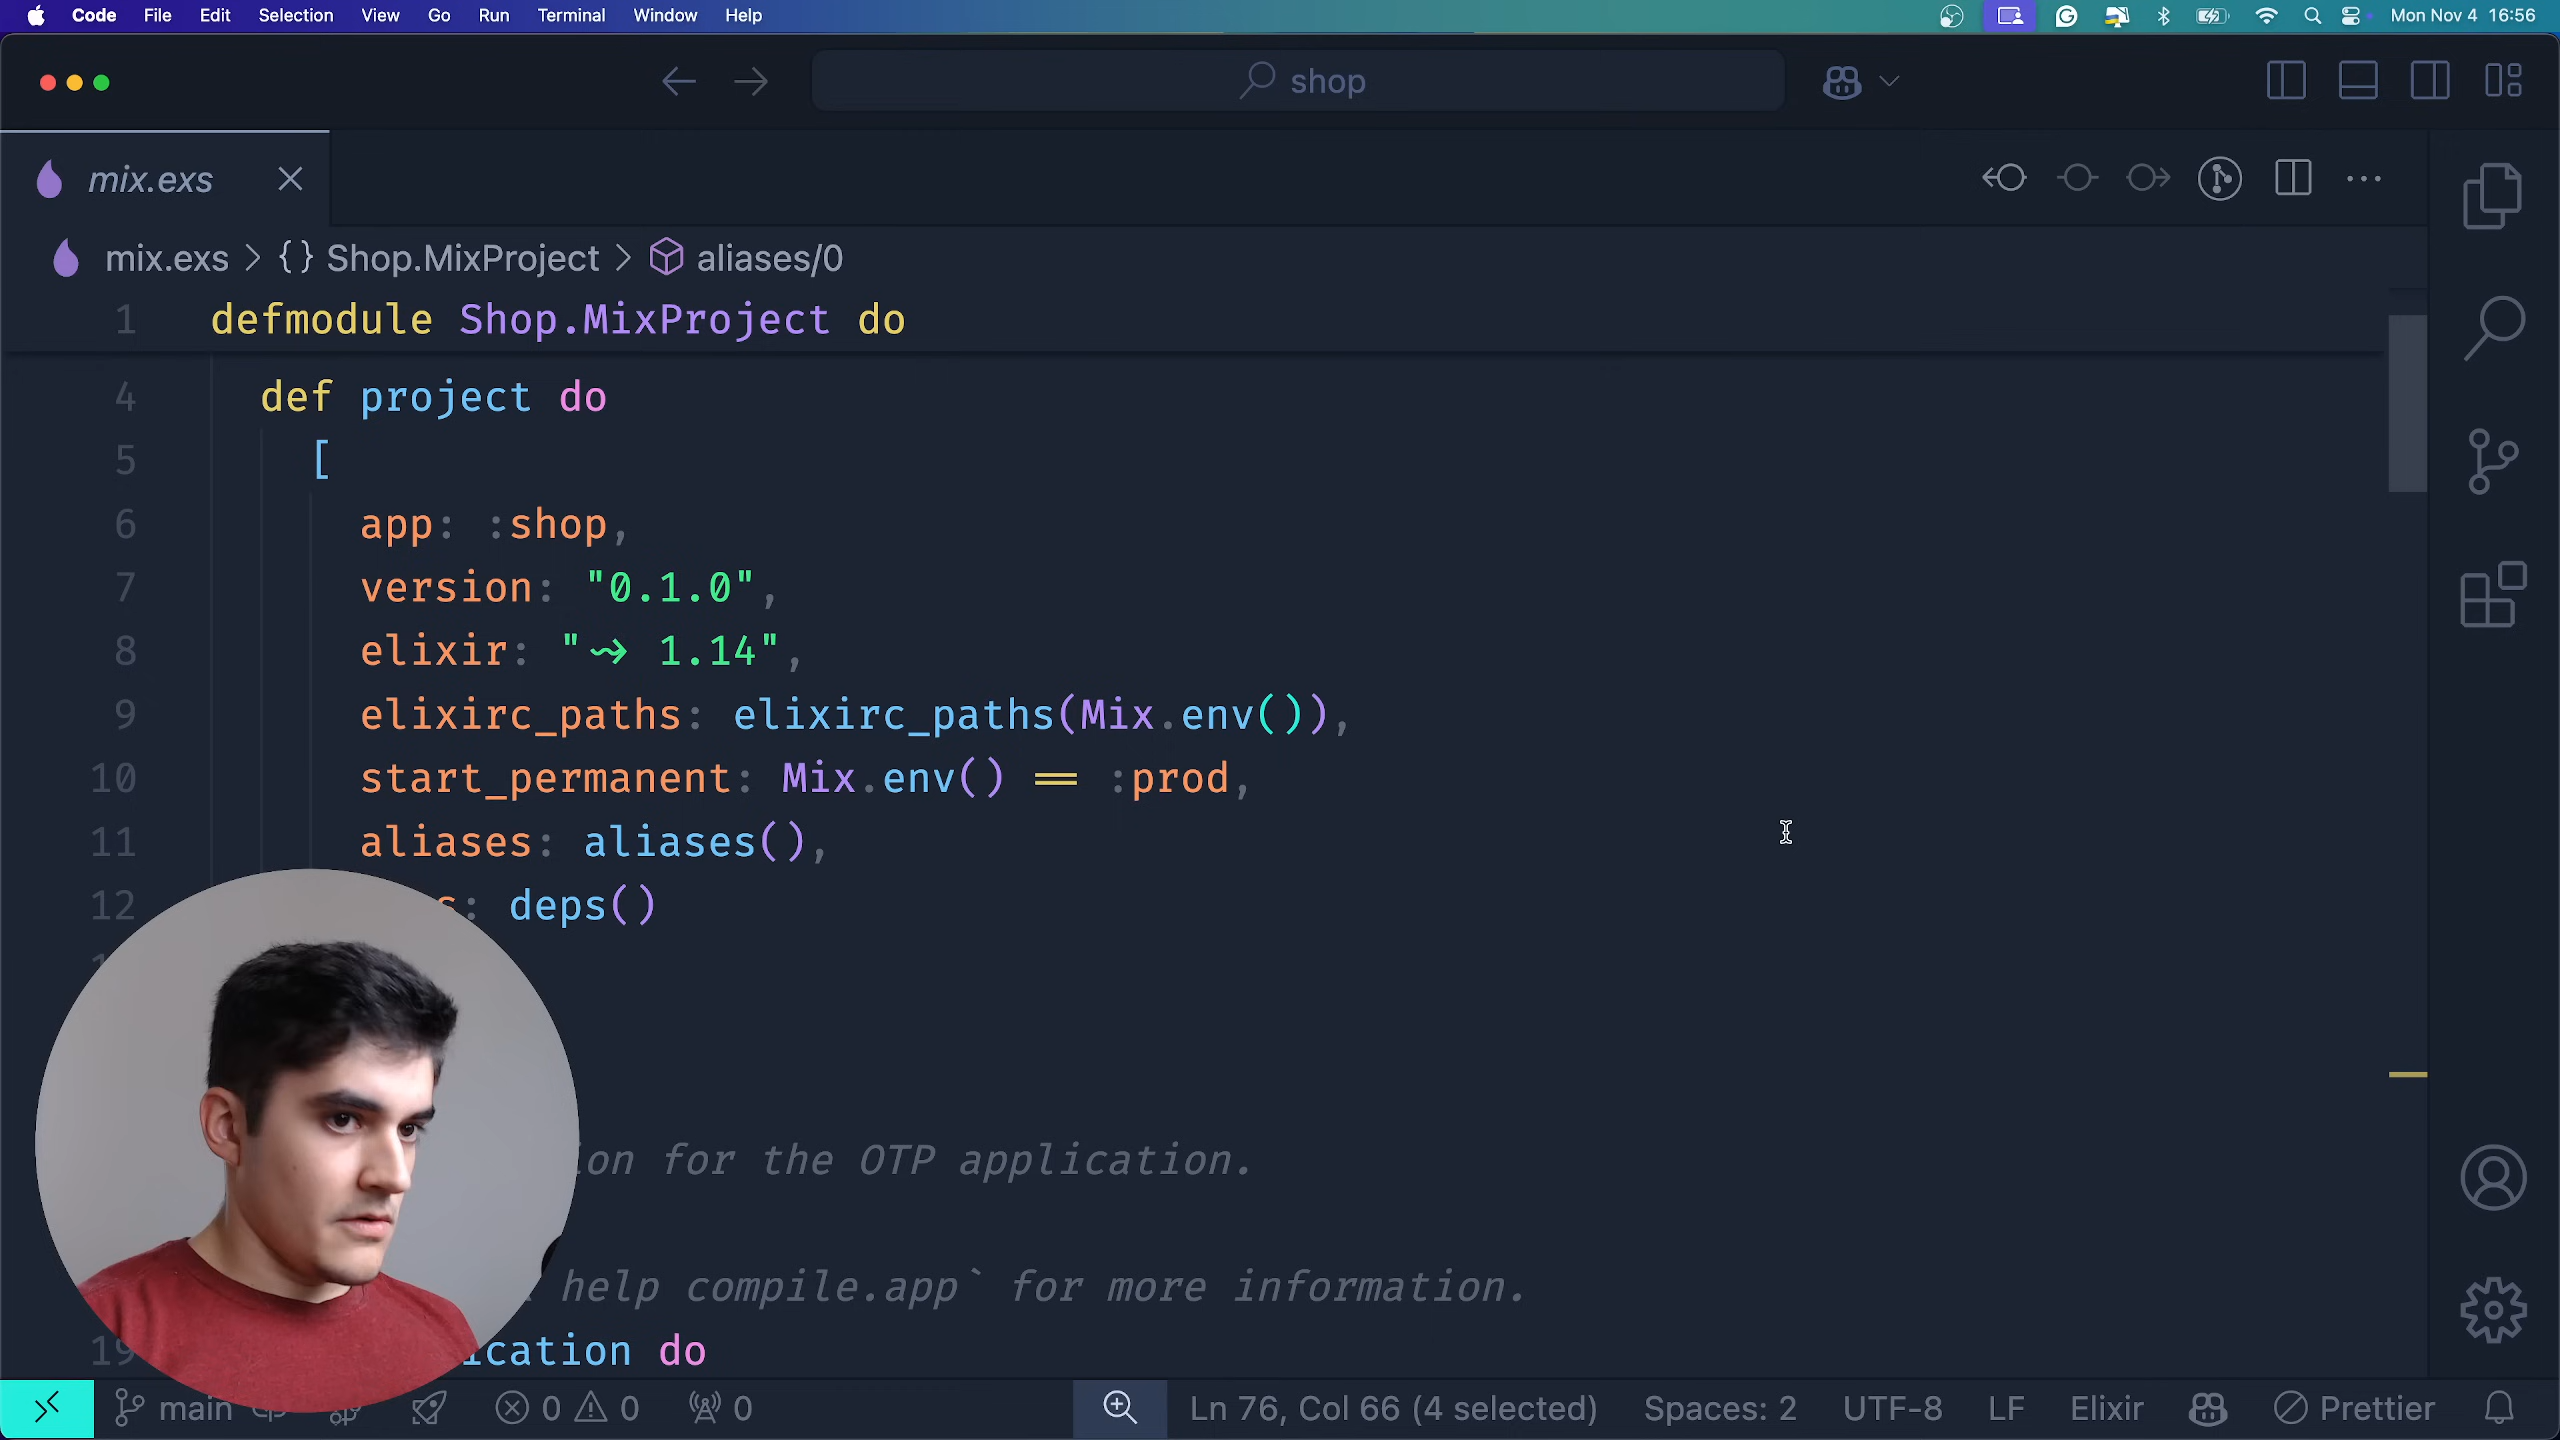 Code File Edit Selection View Go Run Terminal Window Help Mon Nov 4 16:56
shop
mix.exs
mix.exs > {} Shop.MixProject > aliases/0
1 defmodule Shop.MixProject do
4 def project do
5 [
6 app: :shop,
7 version: "0.1.0",
8 elixir: "~> 1.14",
9 elixirc_paths: elixirc_paths(Mix.env()),
10 start_permanent: Mix.env() == :prod,
11 aliases: aliases(),
12 s: deps()
ion for the OTP application.
help compile.app` for more information.
19 ication do
main 0 0 0 Ln 76, Col 66 (4 selected) Spaces: 2 UTF-8 LF Elixir Prettier